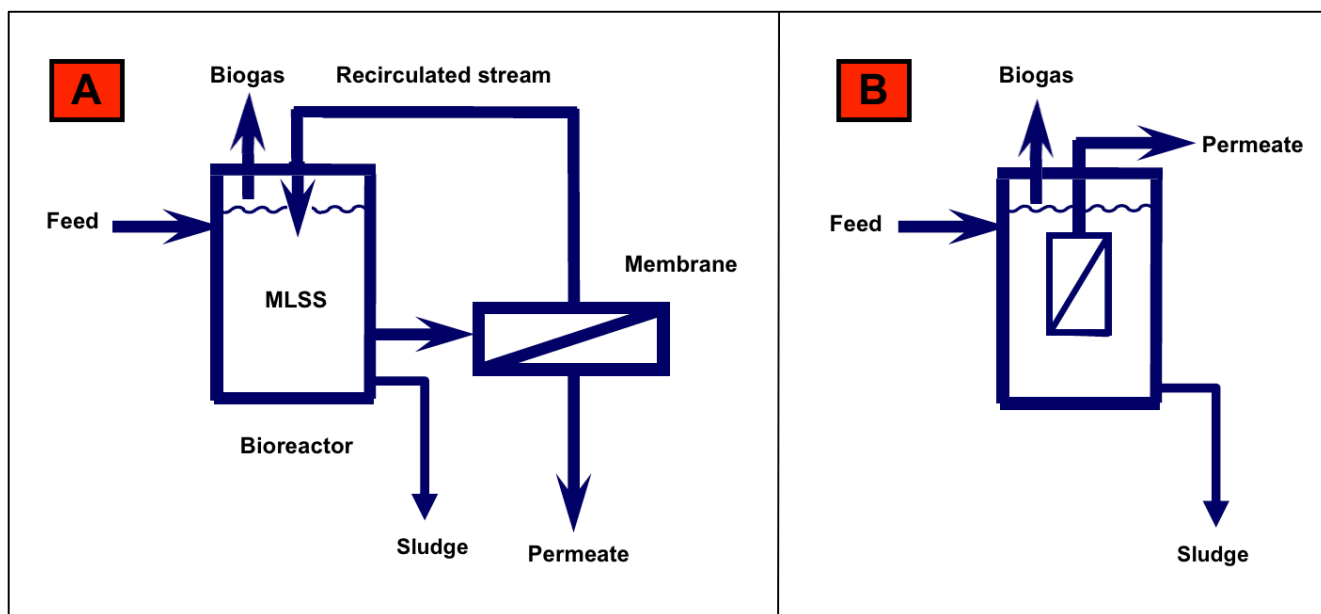 A
Biogas
Recirculated stream
Feed
MLSS
Membrane
Bioreactor
Sludge
Permeate
B
Biogas
Permeate
Feed
Sludge